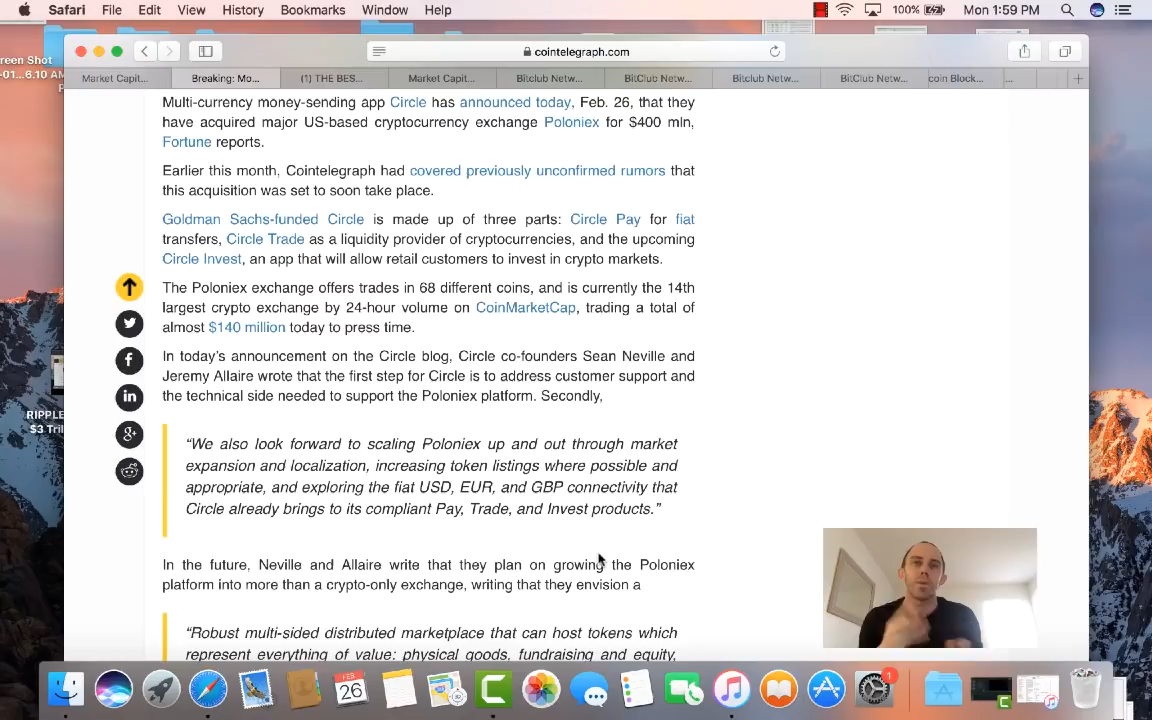 Safari File Edit View History Bookmarks Window Help 100% Mon 1:59 PM
reen Shot
-01...6.10 AM
cointelegraph.com
Market Capit... Breaking: Mo... (1) THE BES... Market Capit... Bitclub Netw... BitClub Netw... Bitclub Netw... BitClub Netw... coin Block... ...
Multi-currency money-sending app Circle has announced today, Feb. 26, that they
have acquired major US-based cryptocurrency exchange Poloniex for $400 mln,
Fortune reports.
Earlier this month, Cointelegraph had covered previously unconfirmed rumors that
this acquisition was set to soon take place.
Goldman Sachs-funded Circle is made up of three parts: Circle Pay for fiat
transfers, Circle Trade as a liquidity provider of cryptocurrencies, and the upcoming
Circle Invest, an app that will allow retail customers to invest in crypto markets.
The Poloniex exchange offers trades in 68 different coins, and is currently the 14th
largest crypto exchange by 24-hour volume on CoinMarketCap, trading a total of
almost $140 million today to press time.
In today's announcement on the Circle blog, Circle co-founders Sean Neville and
Jeremy Allaire wrote that the first step for Circle is to address customer support and
the technical side needed to support the Poloniex platform. Secondly,
RIPPLE
$3 Tril
"We also look forward to scaling Poloniex up and out through market
expansion and localization, increasing token listings where possible and
appropriate, and exploring the fiat USD, EUR, and GBP connectivity that
Circle already brings to its compliant Pay, Trade, and Invest products."
In the future, Neville and Allaire write that they plan on growing the Poloniex
platform into more than a crypto-only exchange, writing that they envision a
"Robust multi-sided distributed marketplace that can host tokens which
represent everything of value: physical goods, fundraising and equity,
FEB
26
1